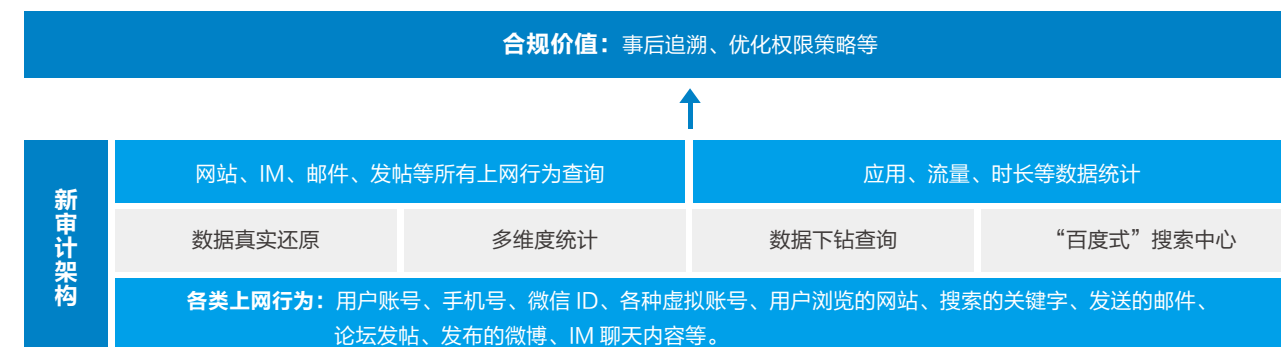 合规价值：事后追溯、优化权限策略等
新审计架构
网站、IM、邮件、发帖等所有上网行为查询
应用、流量、时长等数据统计
数据真实还原
多维度统计
数据下钻查询
“百度式”搜索中心
各类上网行为：用户账号、手机号、微信 ID、各种虚拟账号、用户浏览的网站、搜索的关键字、发送的邮件、
论坛发帖、发布的微博、IM 聊天内容等。